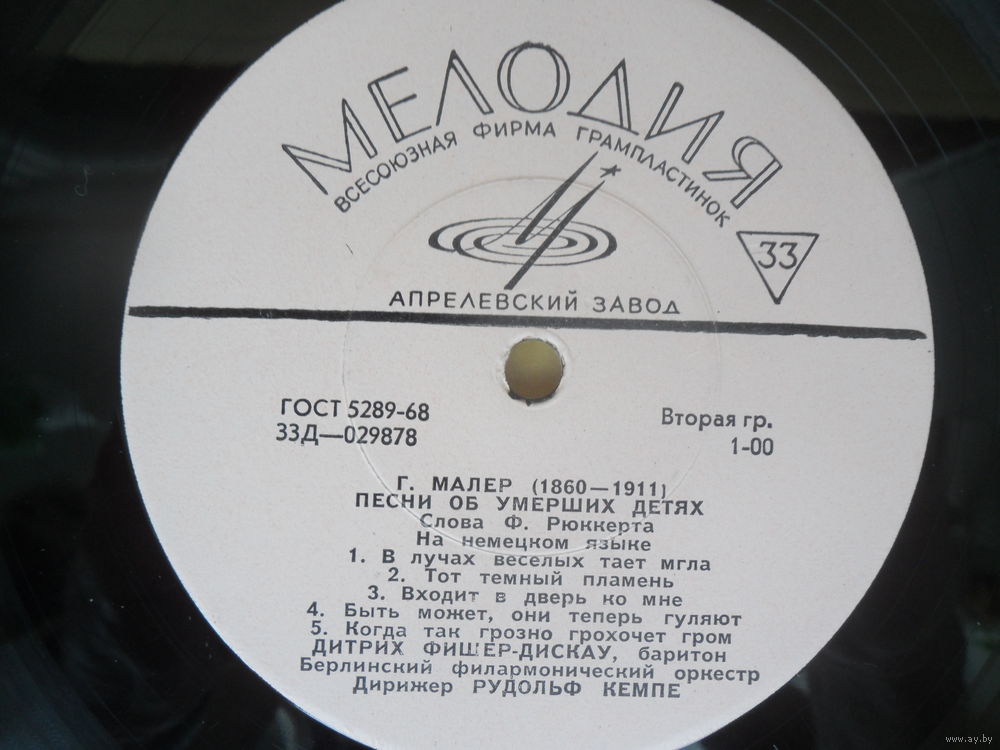 МЕЛОДИЯ
ВСЕСОЮЗНАЯ ФИРМА ГРАМПЛАСТИНОК
33
АПРЕЛЕВСКИЙ ЗАВОД
ГОСТ 5289-68
33Д—029878
Вторая гр.
1-00
Г. МАЛЕР (1860—1911)
ПЕСНИ ОБ УМЕРШИХ ДЕТЯХ
Слова Ф. Рюккерта
На немецком языке
1. В лучах веселых тает мгла
2. Тот темный пламень
3. Входит в дверь ко мне
4. Быть может, они теперь гуляют
5. Когда так грозно грохочет гром
ДИТРИХ ФИШЕР-ДИСКАУ, баритон
Берлинский филармонический оркестр
Дирижер РУДОЛЬФ КЕМПЕ
www.ay.by